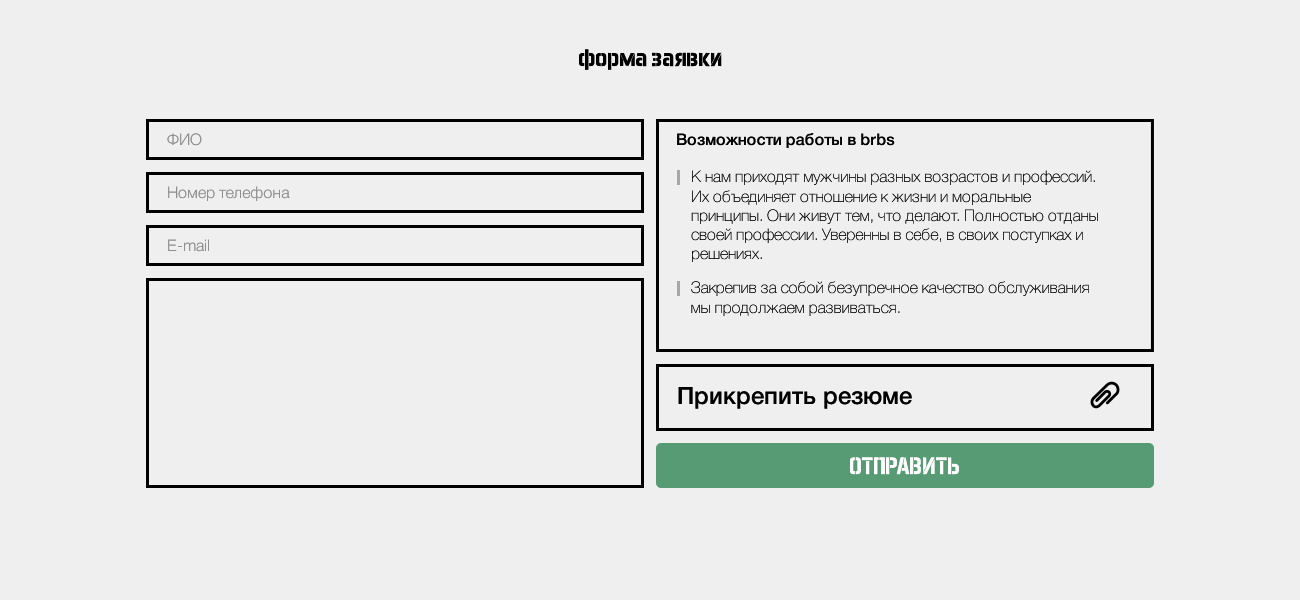 форма заявки
ФИО
Номер телефона
E-mail
Возможности работы в brbs
К нам приходят мужчины разных возрастов и профессий.
Их объединяет отношение к жизни и моральные
принципы. Они живут тем, что делают. Полностью отданы
своей профессии. Уверенны в себе, в своих поступках и
решениях.
Закрепив за собой безупречное качество обслуживания
мы продолжаем развиваться.
Прикрепить резюме
ОТПРАВИТЬ